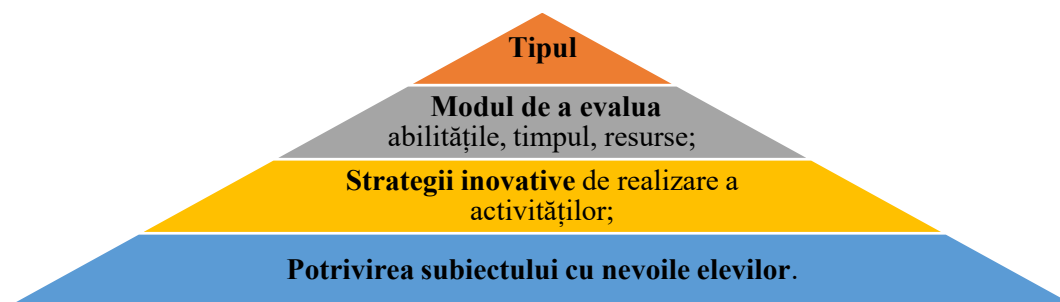 Tipul
Modul de a evalua
abilitățile, timpul, resurse;
Strategii inovative de realizare a
activităților;
Potrivirea subiectului cu nevoile elevilor.